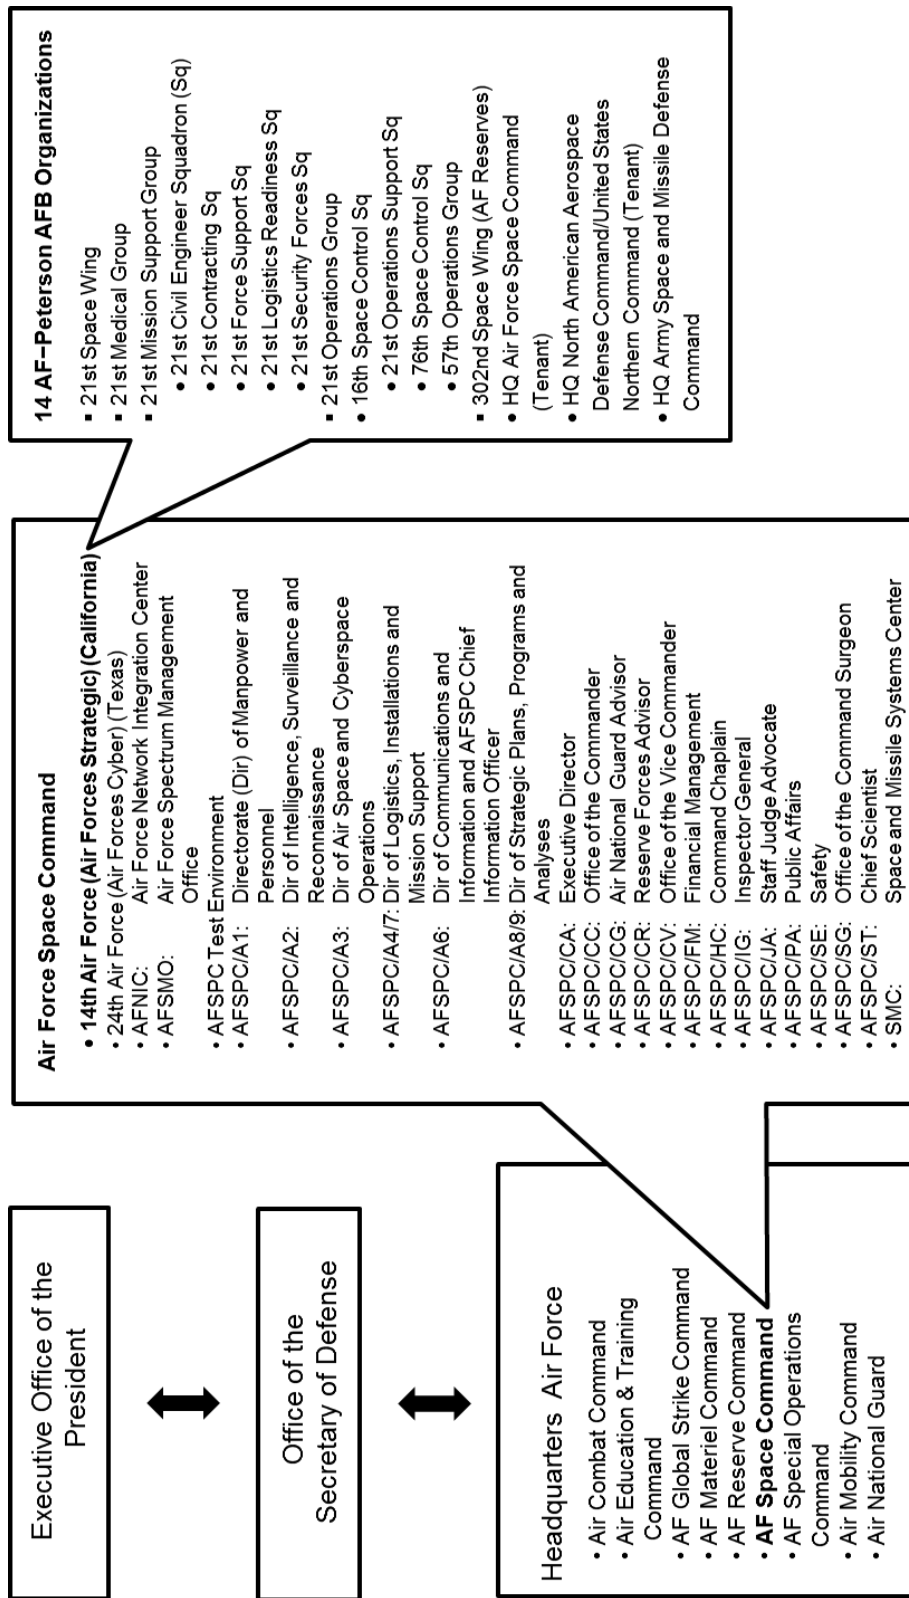 Executive Office of the
President
Office of the
Secretary of Defense
Headquarters Air Force
• Air Combat Command
• Air Education & Training
Command
• AF Global Strike Command
• AF Materiel Command
• AF Reserve Command
• AF Space Command
• AF Special Operations
Command
• Air Mobility Command
• Air National Guard
Air Force Space Command
• 14th Air Force (Air Forces Strategic) (California)
• 24th Air Force (Air Forces Cyber) (Texas)
• AFNIC: Air Force Network Integration Center
• AFSMO: Air Force Spectrum Management
Office
• AFSPC Test Environment
• AFSPC/A1: Directorate (Dir) of Manpower and
Personnel
• AFSPC/A2: Dir of Intelligence, Surveillance and
Reconnaissance
• AFSPC/A3: Dir of Air Space and Cyberspace
Operations
• AFSPC/A4/7: Dir of Logistics, Installations and
Mission Support
• AFSPC/A6: Dir of Communications and
Information and AFSPC Chief
Information Officer
• AFSPC/A8/9: Dir of Strategic Plans, Programs and
Analyses
• AFSPC/CA: Executive Director
• AFSPC/CC: Office of the Commander
• AFSPC/CG: Air National Guard Advisor
• AFSPC/CR: Reserve Forces Advisor
• AFSPC/CV: Office of the Vice Commander
• AFSPC/FM: Financial Management
• AFSPC/HC: Command Chaplain
• AFSPC/IG: Inspector General
• AFSPC/JA: Staff Judge Advocate
• AFSPC/PA: Public Affairs
• AFSPC/SE: Safety
• AFSPC/SG: Office of the Command Surgeon
• AFSPC/ST: Chief Scientist
• SMC: Space and Missile Systems Center
14 AF–Peterson AFB Organizations
▪ 21st Space Wing
▪ 21st Medical Group
▪ 21st Mission Support Group
• 21st Civil Engineer Squadron (Sq)
• 21st Contracting Sq
• 21st Force Support Sq
• 21st Logistics Readiness Sq
• 21st Security Forces Sq
▪ 21st Operations Group
• 16th Space Control Sq
• 21st Operations Support Sq
• 76th Space Control Sq
• 57th Operations Group
▪ 302nd Space Wing (AF Reserves)
• HQ Air Force Space Command
(Tenant)
• HQ North American Aerospace
Defense Command/United States
Northern Command (Tenant)
• HQ Army Space and Missile Defense
Command